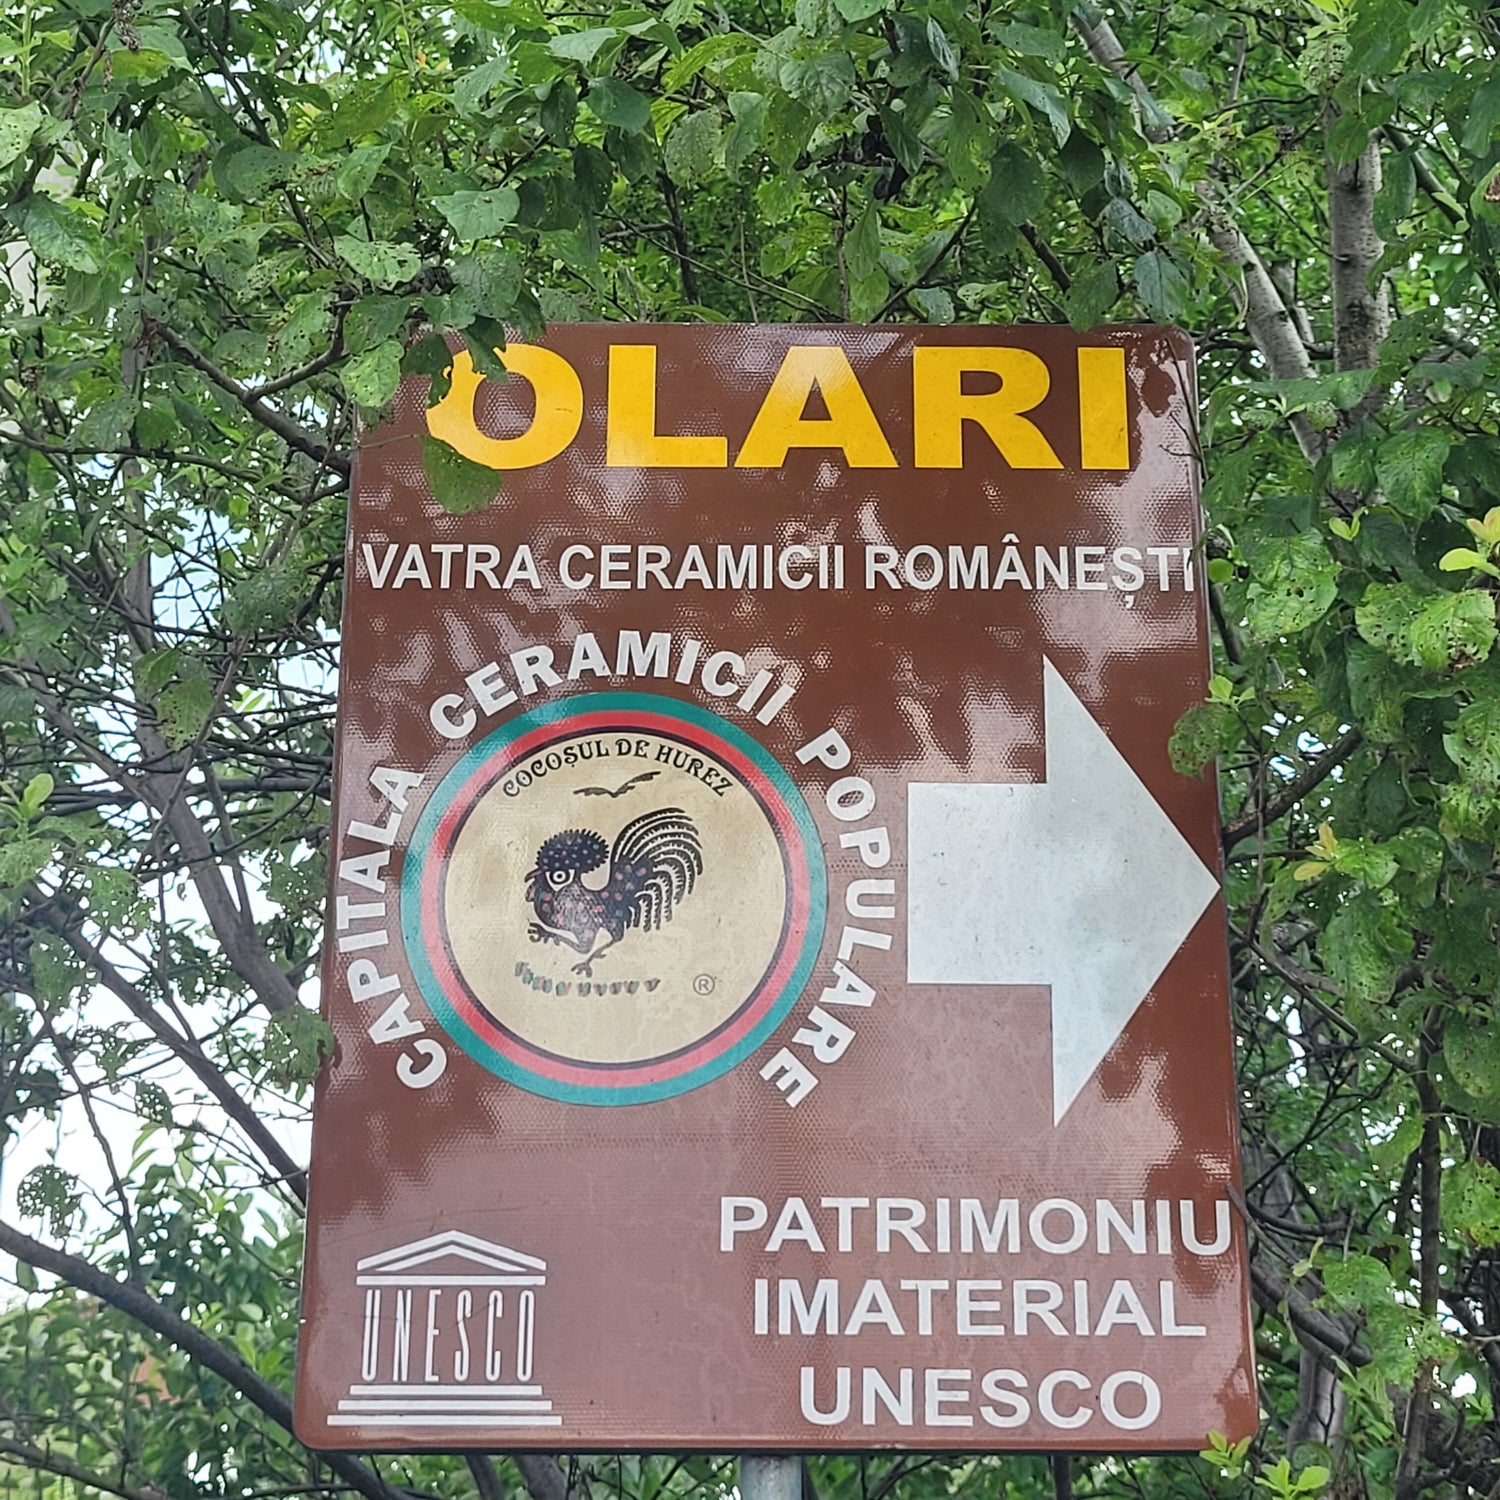 OLARI
VATRA CERAMICII ROMÂNEȘTI
CAPITALA CERAMICII POPULARE
COCOȘUL DE HUREZ
®
UNESCO
PATRIMONIU
IMATERIAL
UNESCO